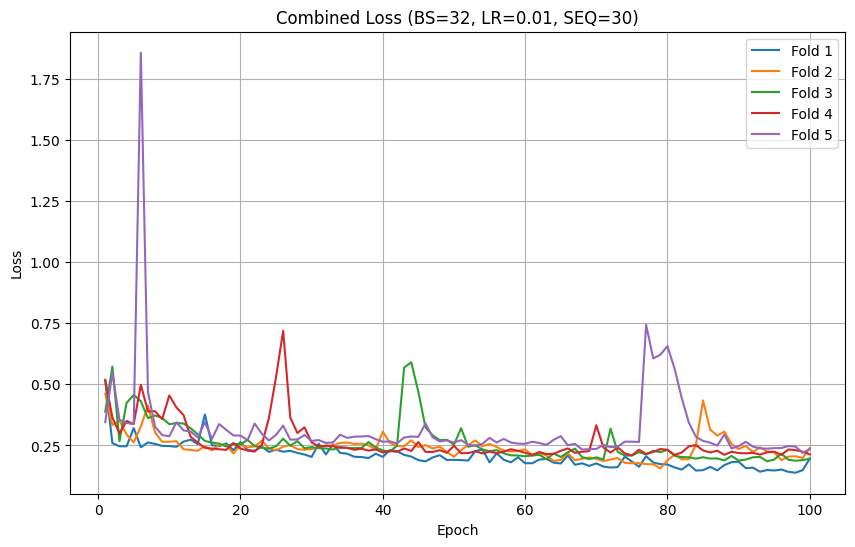 Combined Loss (BS=32, LR=0.01, SEQ=30)
Fold 1
Fold 2
Fold 3
Fold 4
Fold 5
1.75
1.50
1.25
1.00
0.75
0.50
0.25
Loss
0 20 40 60 80 100
Epoch